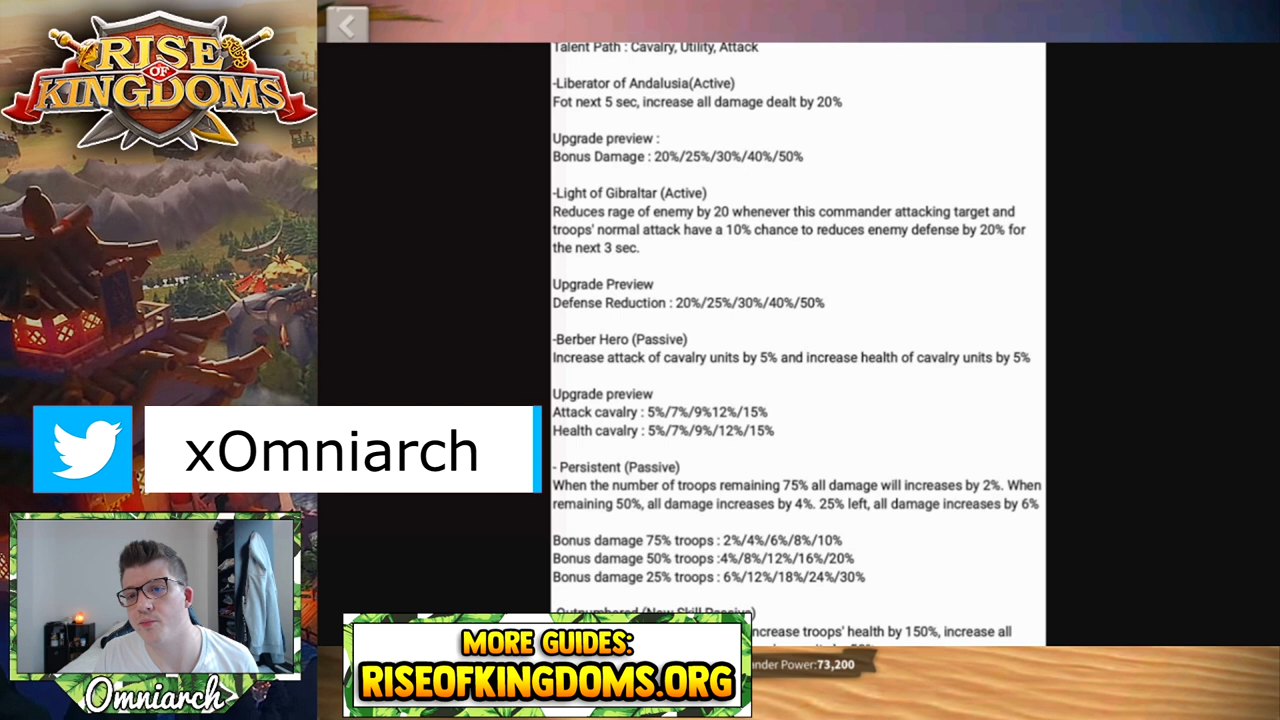 RISE
OF
KINGDOMS
Talent Path : Cavalry, Utility, Attack
-Liberator of Andalusia(Active)
Fot next 5 sec, increase all damage dealt by 20%
Upgrade preview :
Bonus Damage : 20%/25%/30%/40%/50%
-Light of Gibraltar (Active)
Reduces rage of enemy by 20 whenever this commander attacking target and
troops' normal attack have a 10% chance to reduces enemy defense by 20% for
the next 3 sec.
Upgrade Preview
Defense Reduction : 20%/25%/30%/40%/50%
-Berber Hero (Passive)
Increase attack of cavalry units by 5% and increase health of cavalry units by 5%
Upgrade preview
Attack cavalry : 5%/7%/9%12%/15%
Health cavalry : 5%/7%/9%/12%/15%
- Persistent (Passive)
When the number of troops remaining 75% all damage will increases by 2%. When
remaining 50%, all damage increases by 4%. 25% left, all damage increases by 6%
Bonus damage 75% troops : 2%/4%/6%/8%/10%
Bonus damage 50% troops :4%/8%/12%/16%/20%
Bonus damage 25% troops : 6%/12%/18%/24%/30%
-Outnumbered (New Skill Passive)
ncrease troops' health by 150%, increase all
nder Power:73,200
xOmniarch
Omniarch
MORE GUIDES:
RISEOFKINGDOMS.ORG